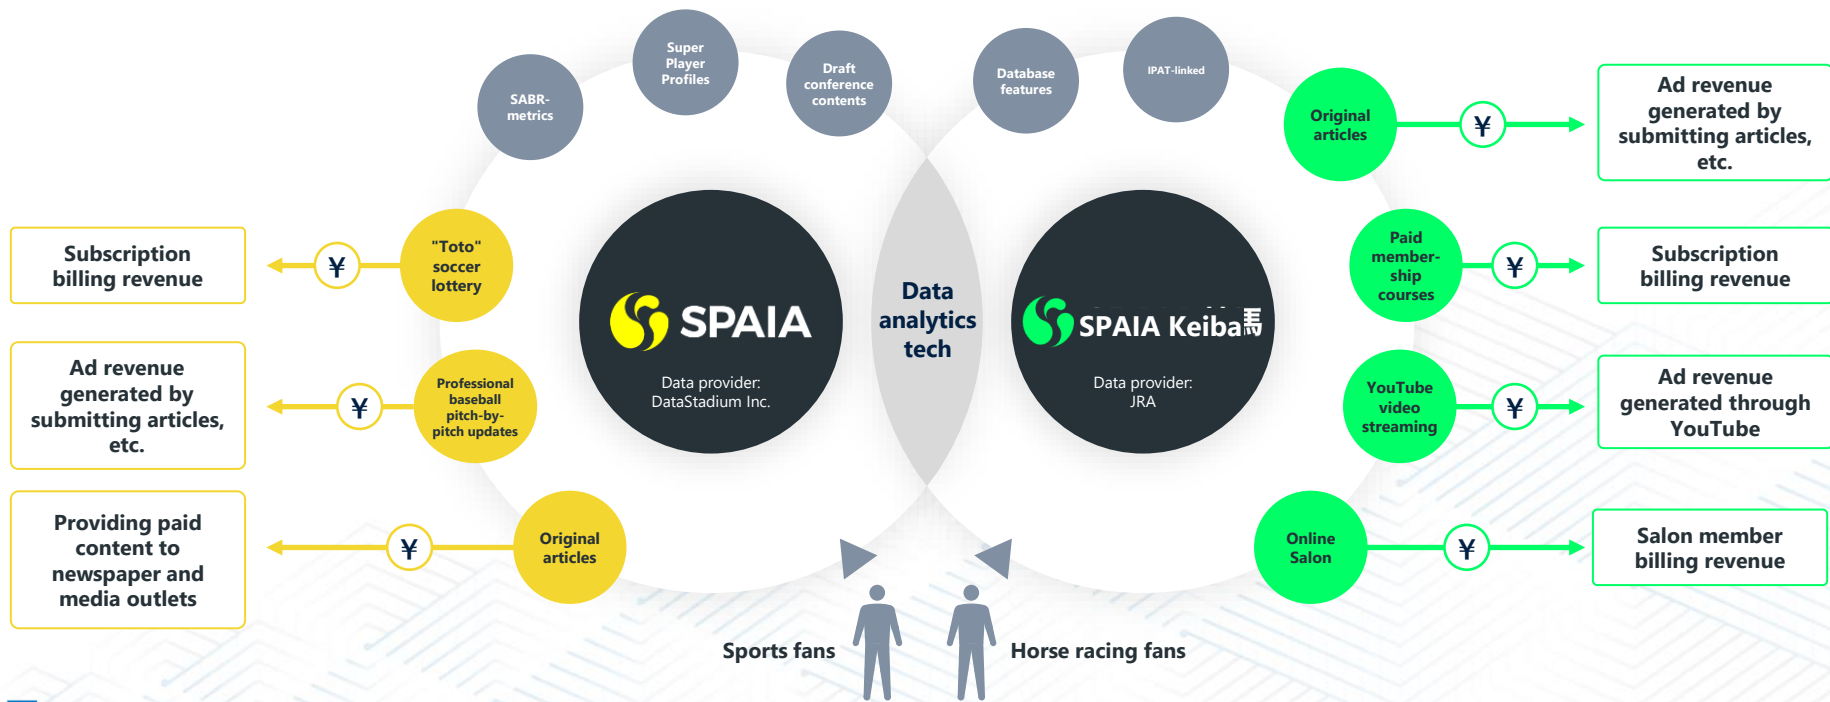 SABR-
metrics
Super
Player
Profiles
Draft
conference
contents
Database
features
IPAT-linked
Original
articles
¥
Ad revenue
generated by
submitting articles,
etc.
Subscription
billing revenue
¥
"Toto"
soccer
lottery
Paid
member-
ship
courses
¥
Subscription
billing revenue
SPAIA
Data provider:
DataStadium Inc.
Data
analytics
tech
SPAIA Keiba馬
Data provider:
JRA
Ad revenue
generated by
submitting articles,
etc.
¥
Professional
baseball
pitch-by-
pitch updates
YouTube
video
streaming
¥
Ad revenue
generated through
YouTube
Providing paid
content to
newspaper and
media outlets
¥
Original
articles
Online
Salon
¥
Salon member
billing revenue
Sports fans
Horse racing fans